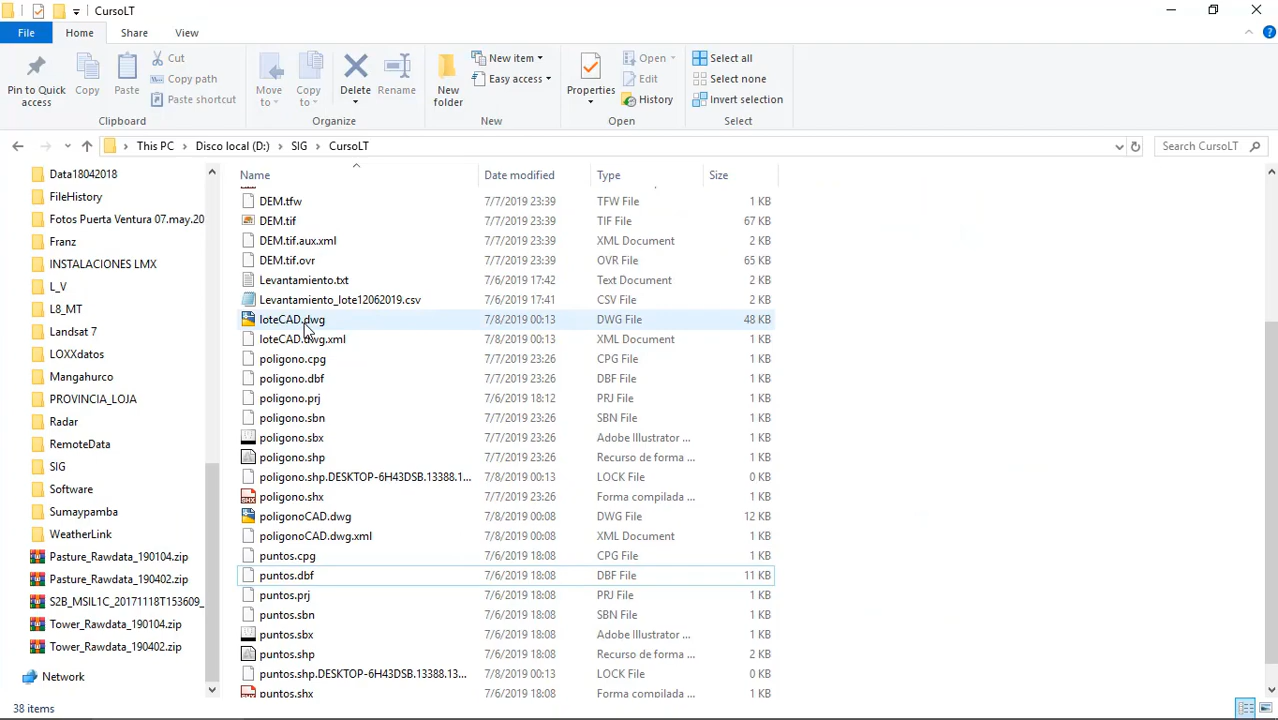 CursoLT
File Home Share View
Pin to Quick access
Copy
Paste
Cut
Copy path
Paste shortcut
Clipboard
Move to
Copy to
Delete
Rename
Organize
New folder
New item
Easy access
New
Properties
Open
Edit
History
Open
Select all
Select none
Invert selection
Select
This PC > Disco local (D:) > SIG > CursoLT
Search CursoLT
Data18042018
FileHistory
Fotos Puerta Ventura 07.may.20
Franz
INSTALACIONES LMX
L_V
L8_MT
Landsat 7
LOXXdatos
Mangahurco
PROVINCIA_LOJA
Radar
RemoteData
SIG
Software
Sumaypamba
WeatherLink
Pasture_Rawdata_190104.zip
Pasture_Rawdata_190402.zip
S2B_MSIL1C_20171118T153609_
Tower_Rawdata_190104.zip
Tower_Rawdata_190402.zip
Network
Name Date modified Type Size
DEM.tfw 7/7/2019 23:39 TFW File 1 KB
DEM.tif 7/7/2019 23:39 TIF File 67 KB
DEM.tif.aux.xml 7/7/2019 23:39 XML Document 2 KB
DEM.tif.ovr 7/7/2019 23:39 OVR File 65 KB
Levantamiento.txt 7/6/2019 17:42 Text Document 2 KB
Levantamiento_lote12062019.csv 7/6/2019 17:41 CSV File 2 KB
loteCAD.dwg 7/8/2019 00:13 DWG File 48 KB
loteCAD.dwg.xml 7/8/2019 00:13 XML Document 1 KB
poligono.cpg 7/7/2019 23:26 CPG File 1 KB
poligono.dbf 7/7/2019 23:26 DBF File 1 KB
poligono.prj 7/6/2019 18:12 PRJ File 1 KB
poligono.sbn 7/7/2019 23:26 SBN File 1 KB
poligono.sbx 7/7/2019 23:26 Adobe Illustrator ... 1 KB
poligono.shp 7/7/2019 23:26 Recurso de forma ... 1 KB
poligono.shp.DESKTOP-6H43DSB.13388.1... 7/8/2019 00:13 LOCK File 0 KB
poligono.shx 7/7/2019 23:26 Forma compilada ... 1 KB
poligonoCAD.dwg 7/8/2019 00:08 DWG File 12 KB
poligonoCAD.dwg.xml 7/8/2019 00:08 XML Document 1 KB
puntos.cpg 7/6/2019 18:08 CPG File 1 KB
puntos.dbf 7/6/2019 18:08 DBF File 11 KB
puntos.prj 7/6/2019 18:08 PRJ File 1 KB
puntos.sbn 7/6/2019 18:08 SBN File 1 KB
puntos.sbx 7/6/2019 18:08 Adobe Illustrator ... 1 KB
puntos.shp 7/6/2019 18:08 Recurso de forma ... 2 KB
puntos.shp.DESKTOP-6H43DSB.13388.13... 7/8/2019 00:13 LOCK File 0 KB
puntos.shx 7/6/2019 18:08 Forma compilada ... 1 KB
38 items